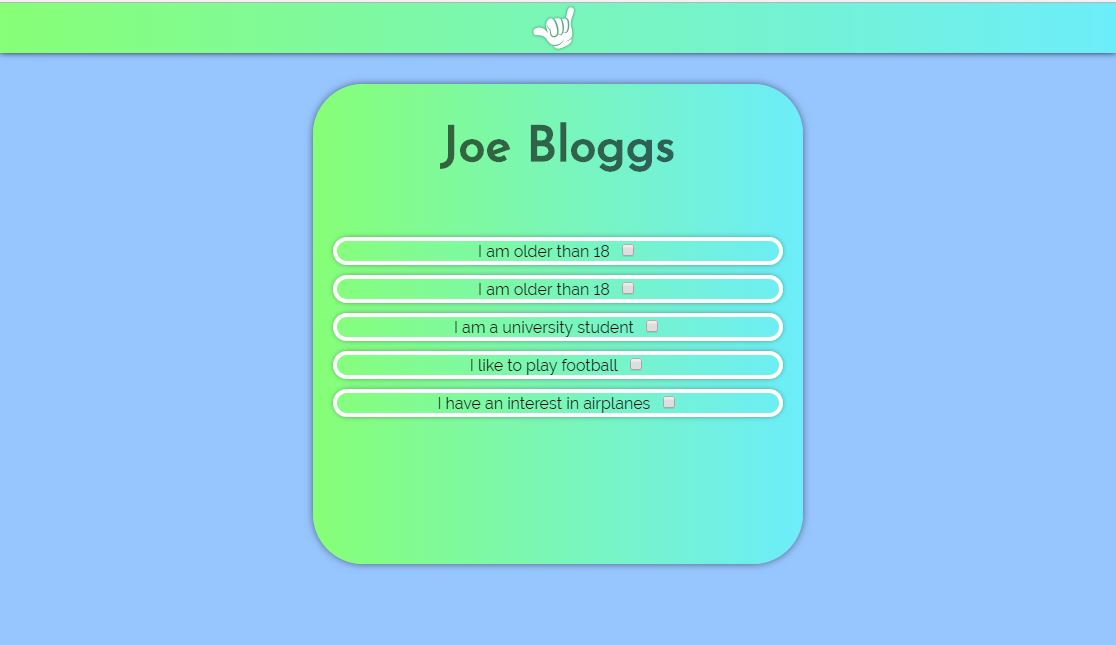 Joe Bloggs
I am older than 18
I am older than 18
I am a university student
I like to play football
I have an interest in airplanes